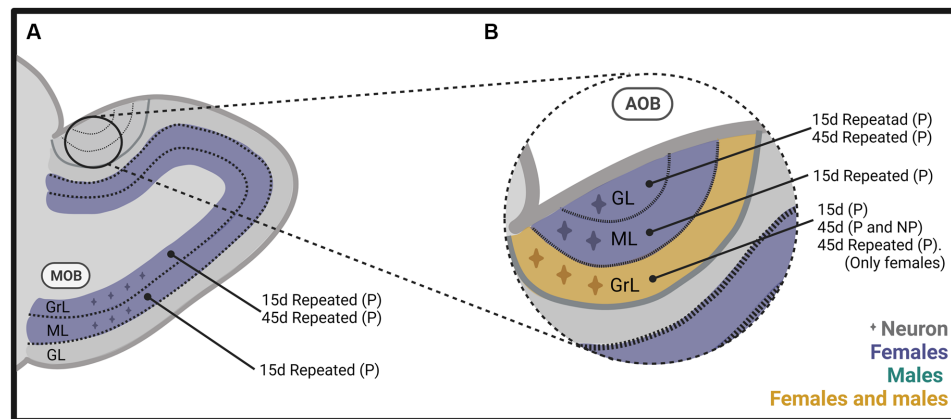 A
B
AOB
15d Repeatad (P)
45d Repeated (P)
GL
15d Repeated (P)
ML
15d (P)
45d (P and NP)
45d Repeated (P).
(Only females)
GrL
MOB
GrL
ML
GL
15d Repeated (P)
45d Repeated (P)
15d Repeated (P)
Neuron
Females
Males
Females and males